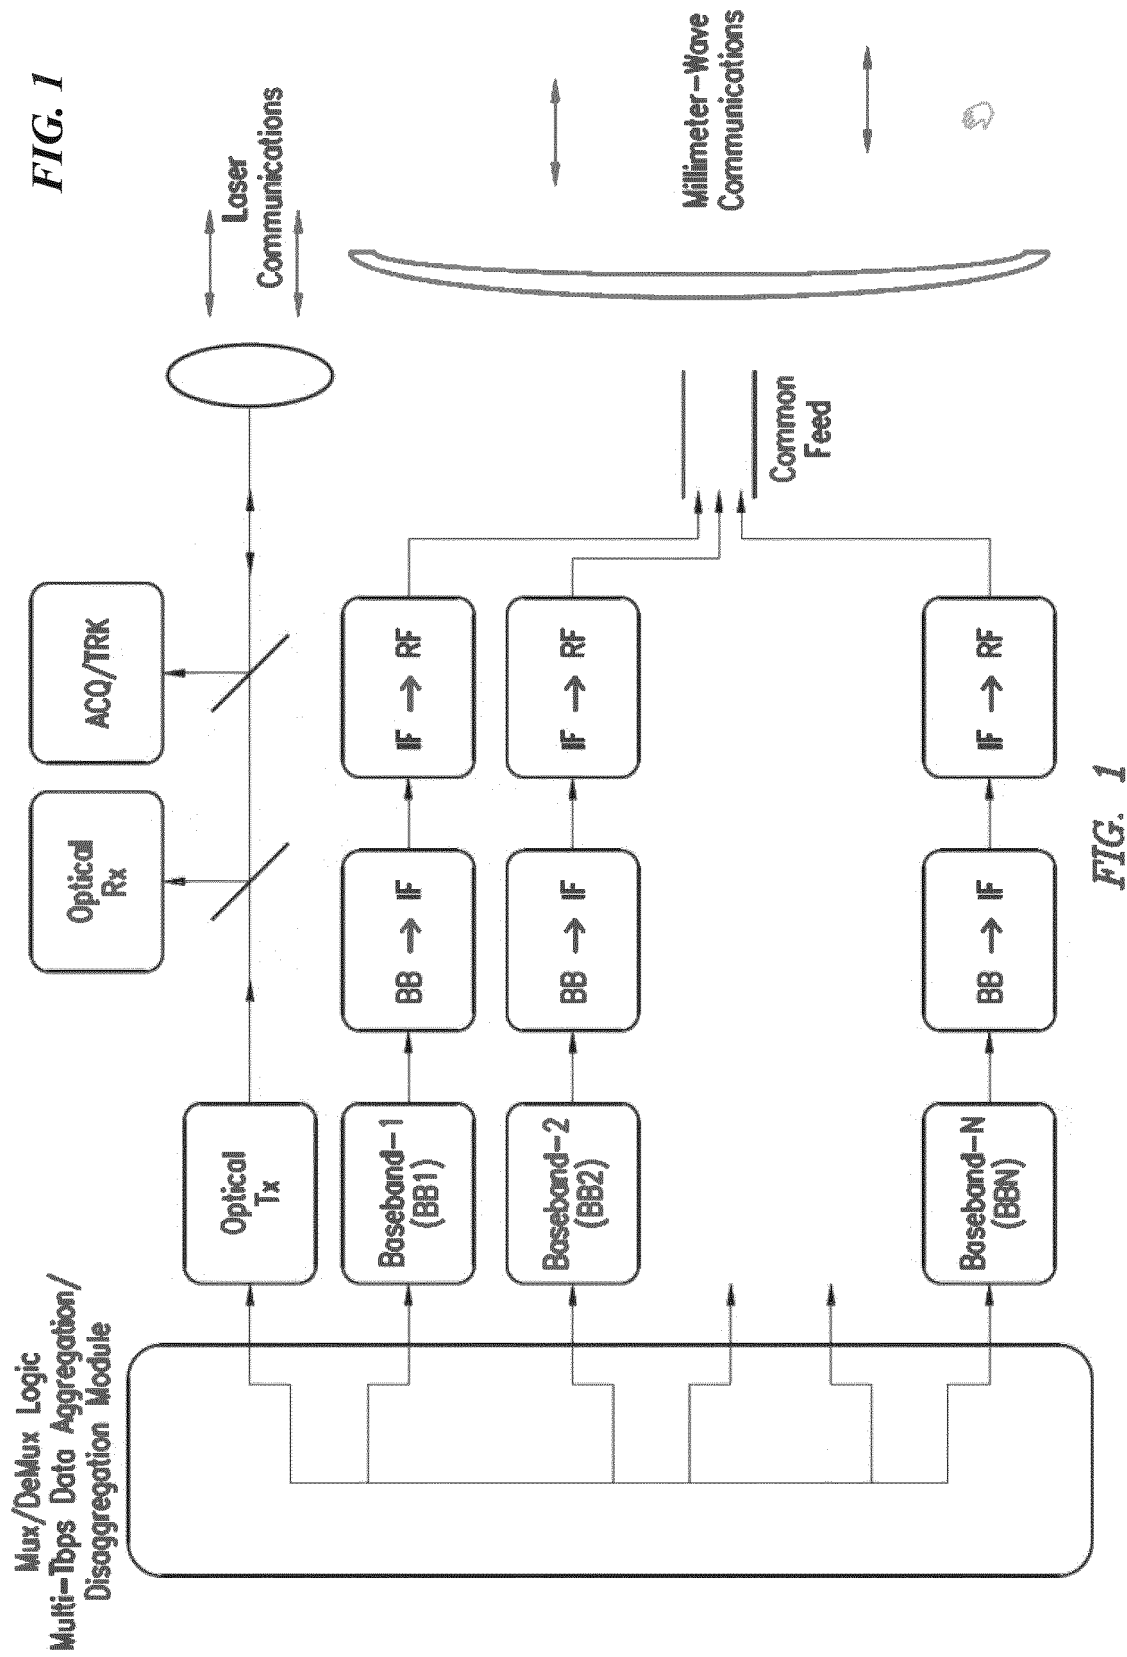 FIG. 1
Mux/DeMux Logic
Multi-Tbps Data Aggregation/
Disaggregation Module
Optical
Rx
ACQ/TRK
Laser
Communications
Optical
Tx
Baseband-1
(BB1)
BB → IF
IF → RF
Baseband-2
(BB2)
BB → IF
IF → RF
Common
Feed
Millimeter-Wave
Communications
Baseband-N
(BBN)
BB → IF
IF → RF
FIG. 1